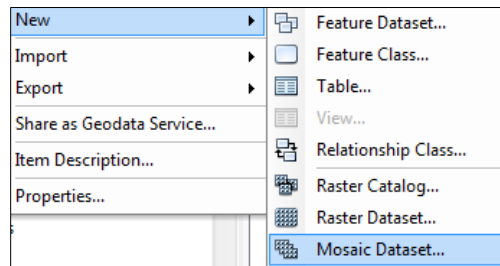 New
Import
Export
Share as Geodata Service...
Item Description...
Properties...
Feature Dataset...
Feature Class...
Table...
View...
Relationship Class...
Raster Catalog...
Raster Dataset...
Mosaic Dataset...